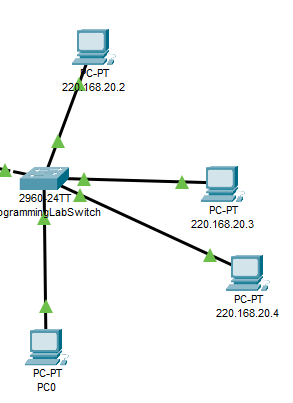 PC-PT
220.168.20.2
2960-24TT
ogrammingLabSwitch
PC-PT
220.168.20.3
PC-PT
220.168.20.4
PC-PT
PC0